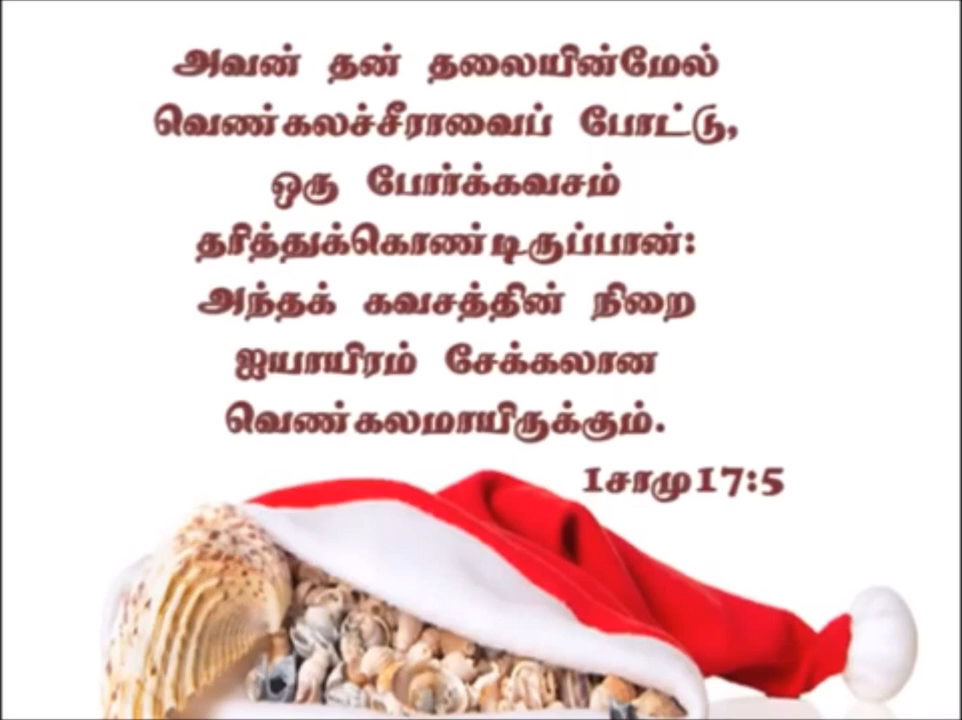 அவன் தன் தலையின்மேல்
வெண்கலச்சீராவைப் போட்டு,
ஒரு போர்க்கவசம்
தரித்துக்கொண்டிருப்பான்:
அந்தக் கவசத்தின் நிறை
ஐயாயிரம் சேக்கலான
வெண்கலமாயிருக்கும்.
1சாமு17:5